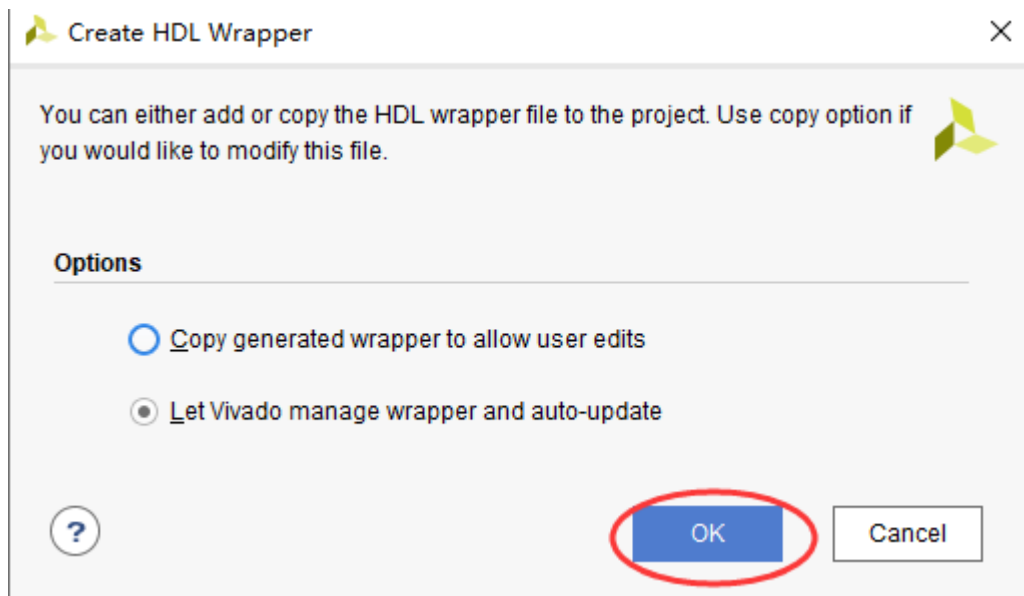 Create HDL Wrapper
You can either add or copy the HDL wrapper file to the project. Use copy option if
you would like to modify this file.
Options
Copy generated wrapper to allow user edits
Let Vivado manage wrapper and auto-update
?
OK
Cancel